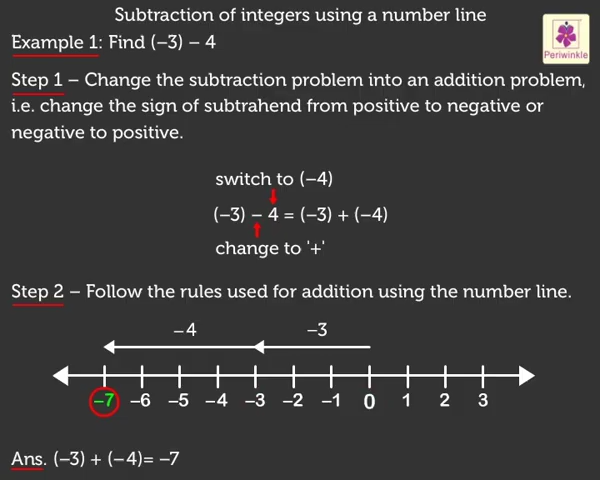 Subtraction of integers using a number line
Periwinkle
Example 1: Find (–3) – 4
Step 1 – Change the subtraction problem into an addition problem,
i.e. change the sign of subtrahend from positive to negative or
negative to positive.
switch to (–4)
(–3) – 4 = (–3) + (–4)
change to '+'
Step 2 – Follow the rules used for addition using the number line.
–4 –3
–7 –6 –5 –4 –3 –2 –1 0 1 2 3
Ans. (–3) + (–4)= –7